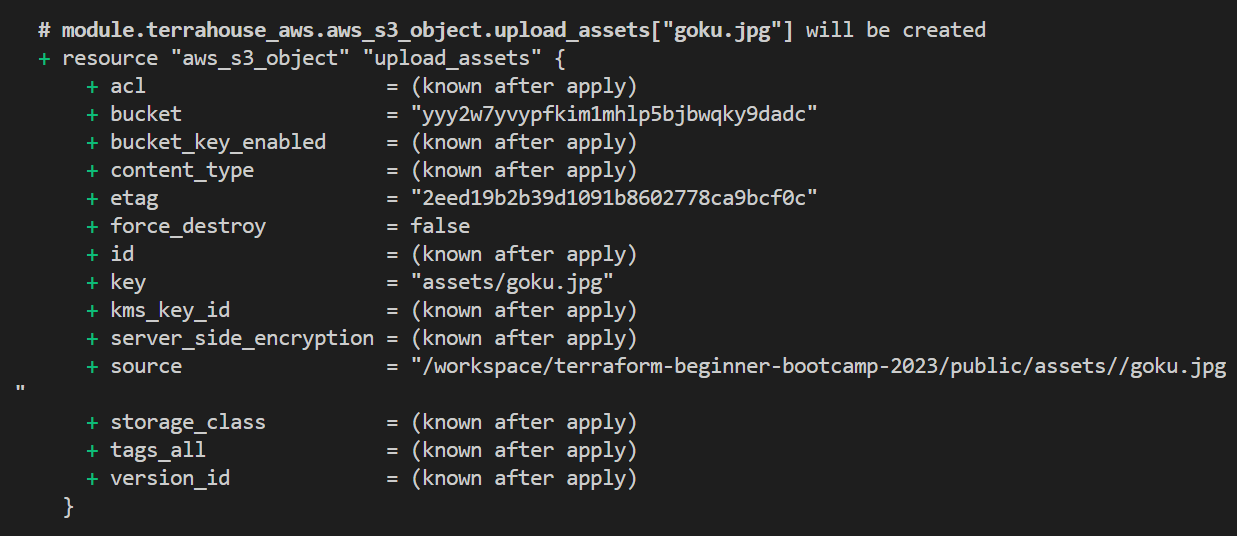 # module.terrahouse_aws.aws_s3_object.upload_assets["goku.jpg"] will be created
+ resource "aws_s3_object" "upload_assets" {
+ acl = (known after apply)
+ bucket = "yyy2w7yvypfkim1mhlp5bjbwqky9dadc"
+ bucket_key_enabled = (known after apply)
+ content_type = (known after apply)
+ etag = "2eed19b2b39d1091b8602778ca9bcf0c"
+ force_destroy = false
+ id = (known after apply)
+ key = "assets/goku.jpg"
+ kms_key_id = (known after apply)
+ server_side_encryption = (known after apply)
+ source = "/workspace/terraform-beginner-bootcamp-2023/public/assets//goku.jpg
"
+ storage_class = (known after apply)
+ tags_all = (known after apply)
+ version_id = (known after apply)
}